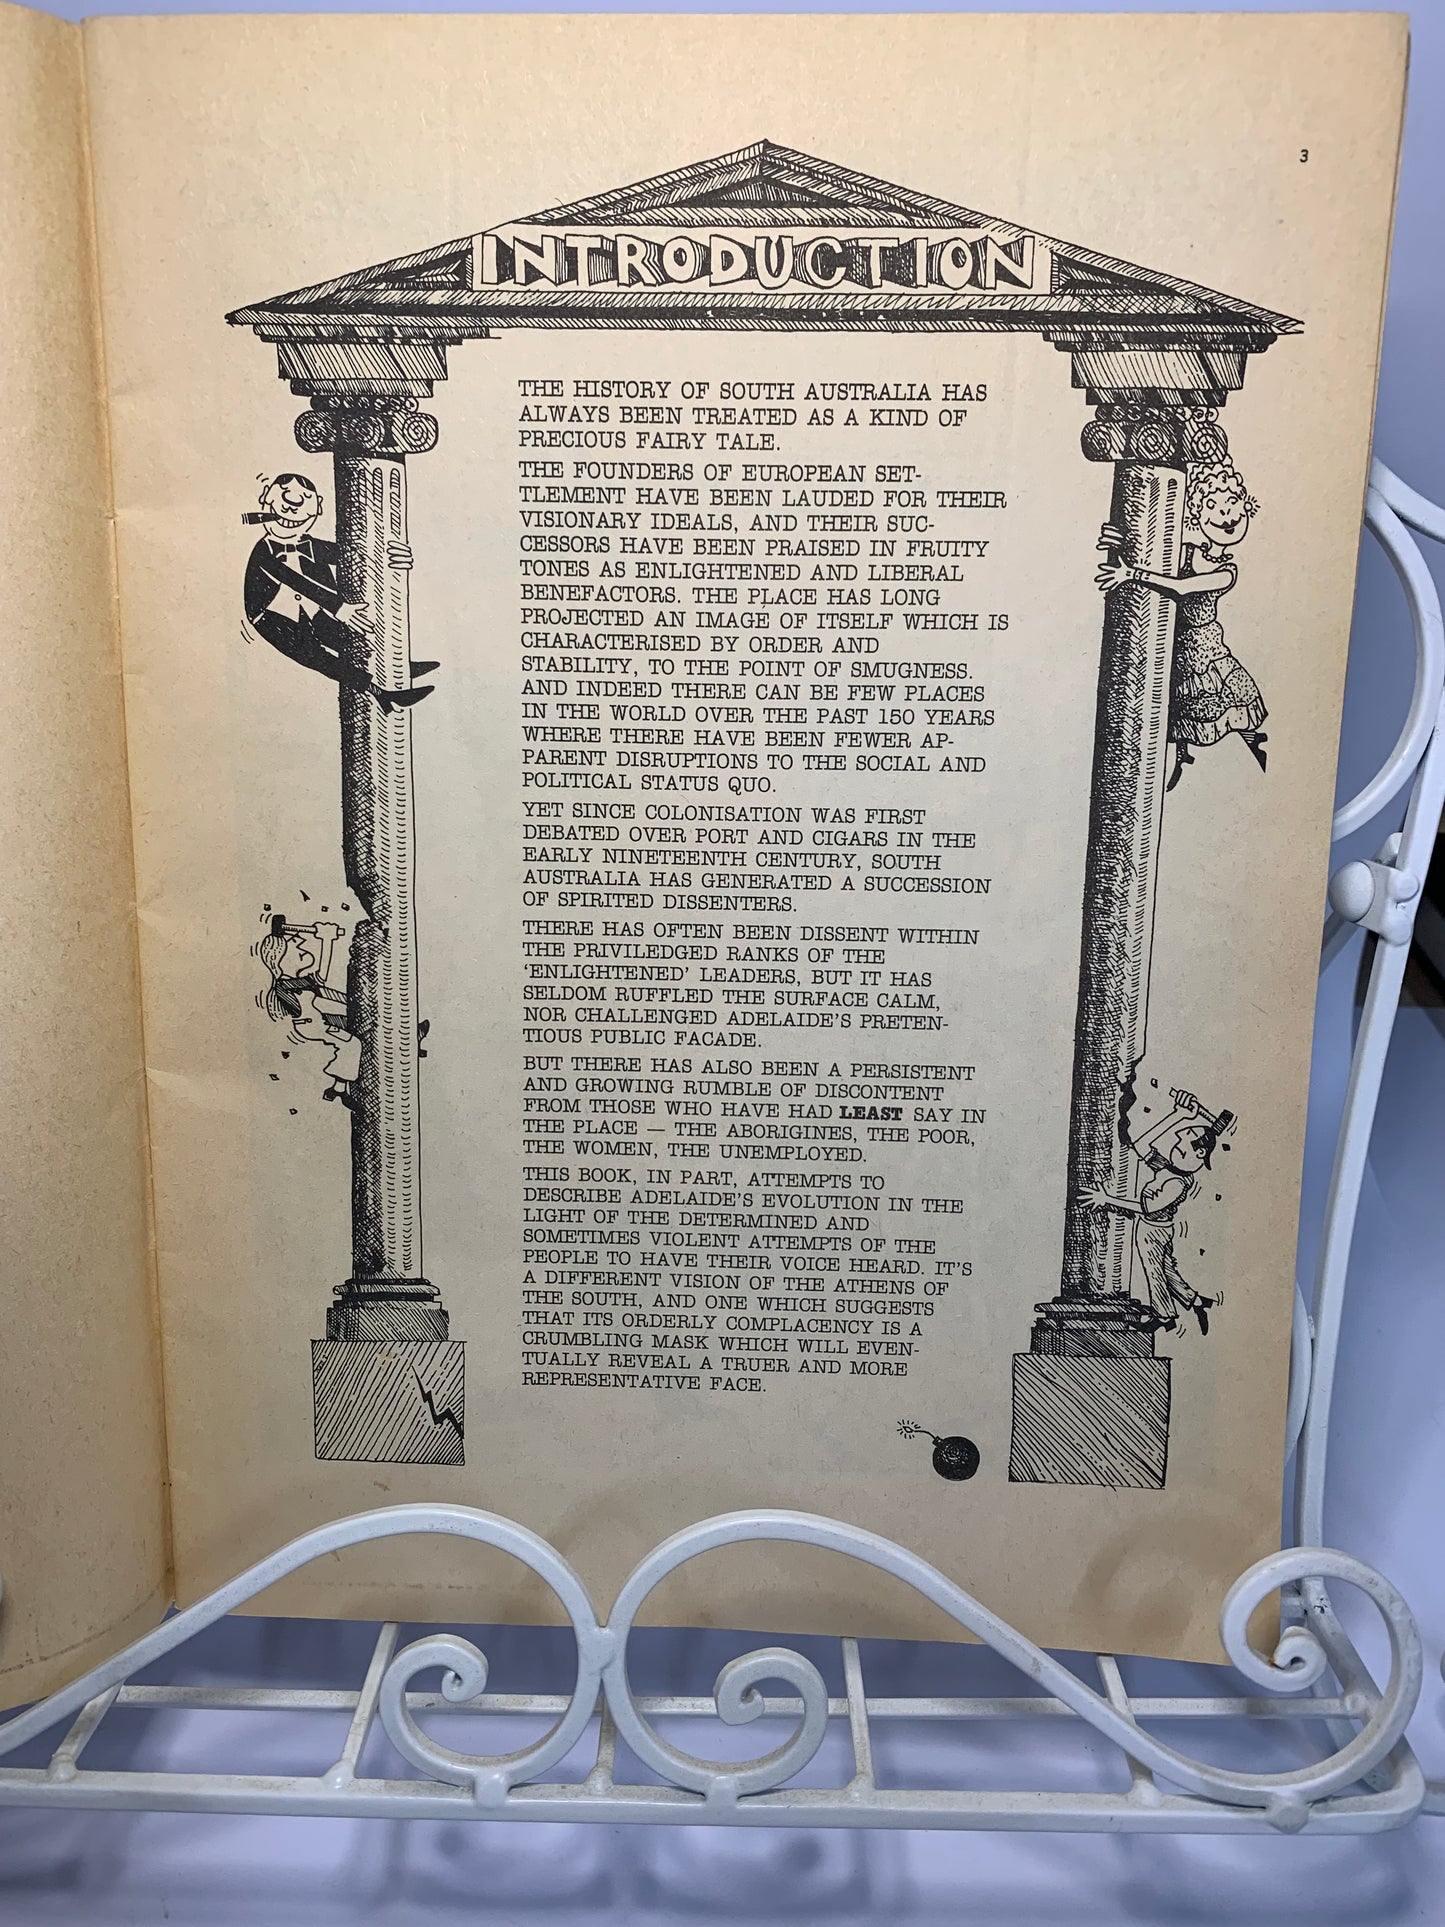 3
INTRODUCTION
THE HISTORY OF SOUTH AUSTRALIA HAS
ALWAYS BEEN TREATED AS A KIND OF
PRECIOUS FAIRY TALE.
THE FOUNDERS OF EUROPEAN SET-
TLEMENT HAVE BEEN LAUDED FOR THEIR
VISIONARY IDEALS, AND THEIR SUC-
CESSORS HAVE BEEN PRAISED IN FRUITY
TONES AS ENLIGHTENED AND LIBERAL
BENEFACTORS. THE PLACE HAS LONG
PROJECTED AN IMAGE OF ITSELF WHICH IS
CHARACTERISED BY ORDER AND
STABILITY, TO THE POINT OF SMUGNESS.
AND INDEED THERE CAN BE FEW PLACES
IN THE WORLD OVER THE PAST 150 YEARS
WHERE THERE HAVE BEEN FEWER AP-
PARENT DISRUPTIONS TO THE SOCIAL AND
POLITICAL STATUS QUO.
YET SINCE COLONISATION WAS FIRST
DEBATED OVER PORT AND CIGARS IN THE
EARLY NINETEENTH CENTURY, SOUTH
AUSTRALIA HAS GENERATED A SUCCESSION
OF SPIRITED DISSENTERS.
THERE HAS OFTEN BEEN DISSENT WITHIN
THE PRIVILEDGED RANKS OF THE
'ENLIGHTENED' LEADERS, BUT IT HAS
SELDOM RUFFLED THE SURFACE CALM,
NOR CHALLENGED ADELAIDE'S PRETEN-
TIOUS PUBLIC FACADE.
BUT THERE HAS ALSO BEEN A PERSISTENT
AND GROWING RUMBLE OF DISCONTENT
FROM THOSE WHO HAVE HAD LEAST SAY IN
THE PLACE — THE ABORIGINES, THE POOR,
THE WOMEN, THE UNEMPLOYED.
THIS BOOK, IN PART, ATTEMPTS TO
DESCRIBE ADELAIDE'S EVOLUTION IN THE
LIGHT OF THE DETERMINED AND
SOMETIMES VIOLENT ATTEMPTS OF THE
PEOPLE TO HAVE THEIR VOICE HEARD. IT'S
A DIFFERENT VISION OF THE ATHENS OF
THE SOUTH, AND ONE WHICH SUGGESTS
THAT ITS ORDERLY COMPLACENCY IS A
CRUMBLING MASK WHICH WILL EVEN-
TUALLY REVEAL A TRUER AND MORE
REPRESENTATIVE FACE.